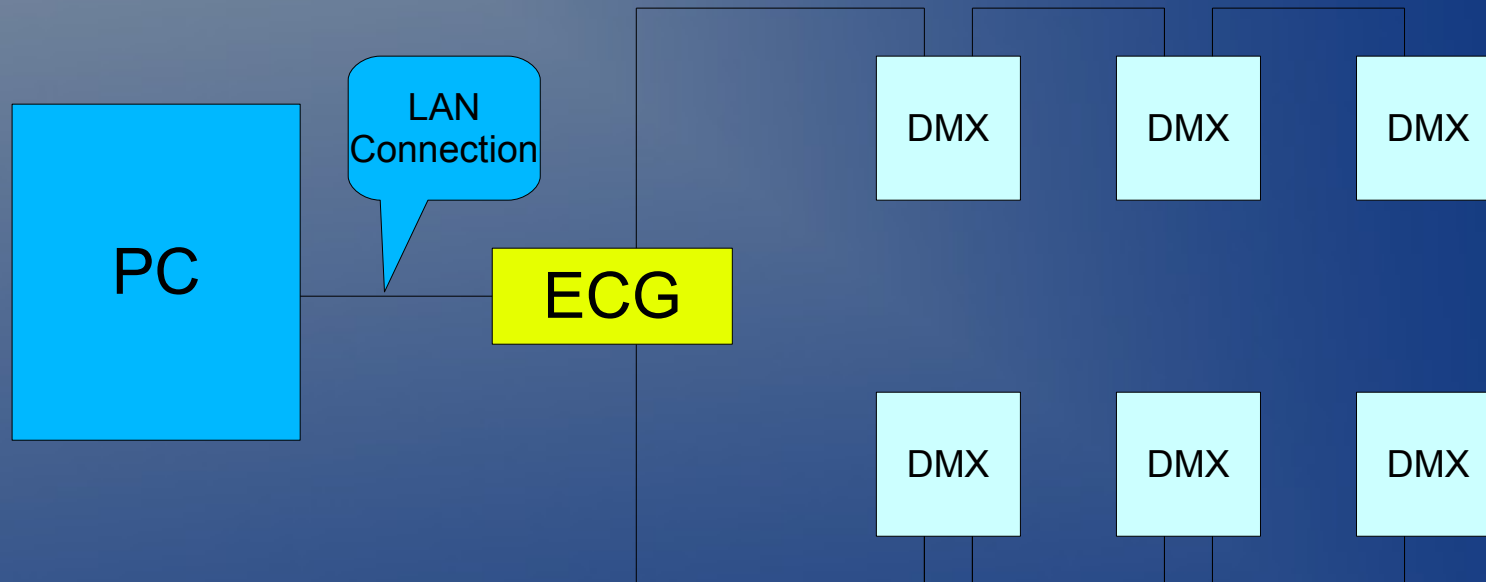 LAN
Connection
PC
ECG
DMX
DMX
DMX
DMX
DMX
DMX